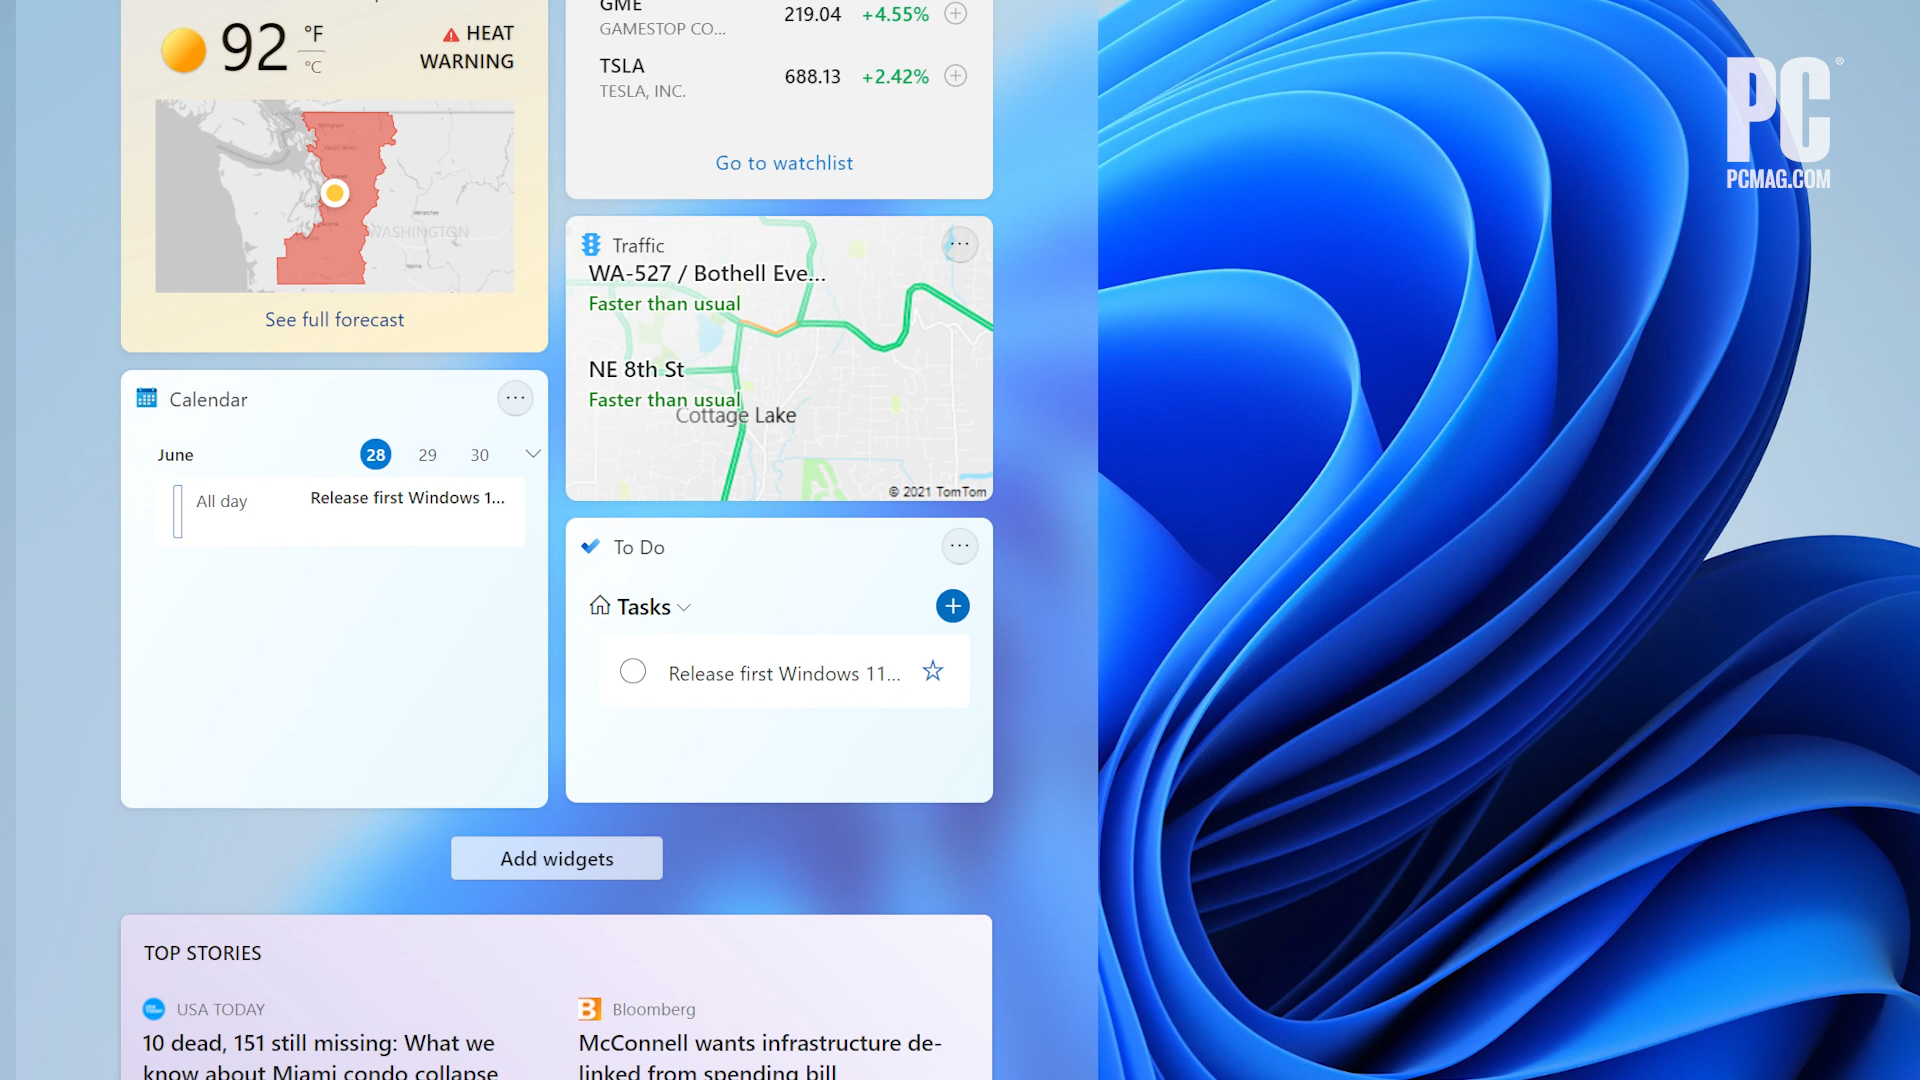 92 °F
°C
HEAT
WARNING
WASHINGTON
See full forecast
GME
219.04 +4.55%
GAMESTOP CO...
TSLA
688.13 +2.42%
TESLA, INC.
Go to watchlist
Traffic
WA-527 / Bothell Eve...
Faster than usual
NE 8th St
Faster than usual
Cottage Lake
© 2021 TomTom
Calendar
June 28 29 30
All day Release first Windows 1...
To Do
Tasks
Release first Windows 11...
Add widgets
TOP STORIES
USA TODAY
10 dead, 151 still missing: What we
know about Miami condo collapse
B Bloomberg
McConnell wants infrastructure de-
linked from spending bill
PC®
PCMAG.COM